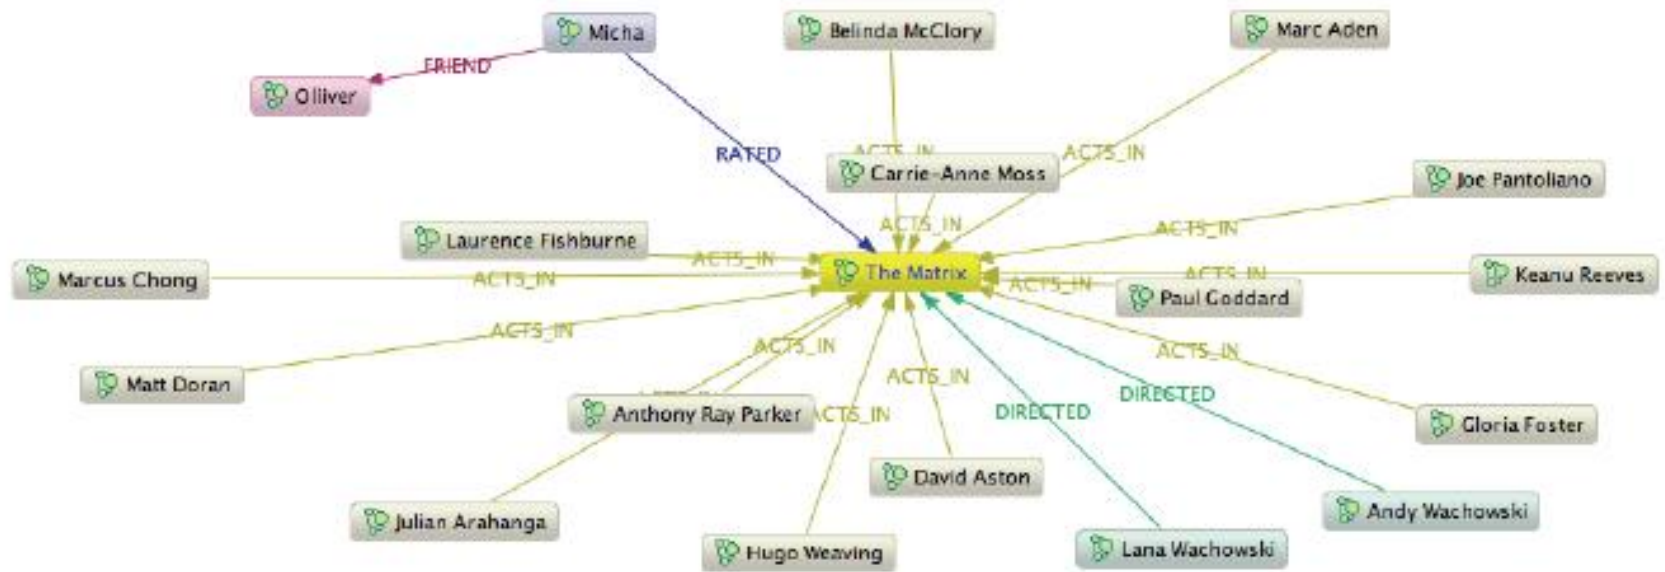 Micha
Belinda McClory
Marc Aden
FRIEND
Olliver
RATED
ACTS_IN
ACTS_IN
Carrie-Anne Moss
Joe Pantoliano
ACTS_IN
ACTS_IN
Laurence Fishburne
ACTS_IN
The Matrix
Marcus Chong
ACTS_IN
ACTS_IN
ACTS_IN
Keanu Reeves
Paul Goddard
ACTS_IN
ACTS_IN
ACTS_IN
Matt Doran
ACTS_IN
DIRECTED
Anthony Ray Parker
ACTS_IN
DIRECTED
Gloria Foster
David Aston
Julian Arahanga
Andy Wachowski
Hugo Weaving
Lana Wachowski